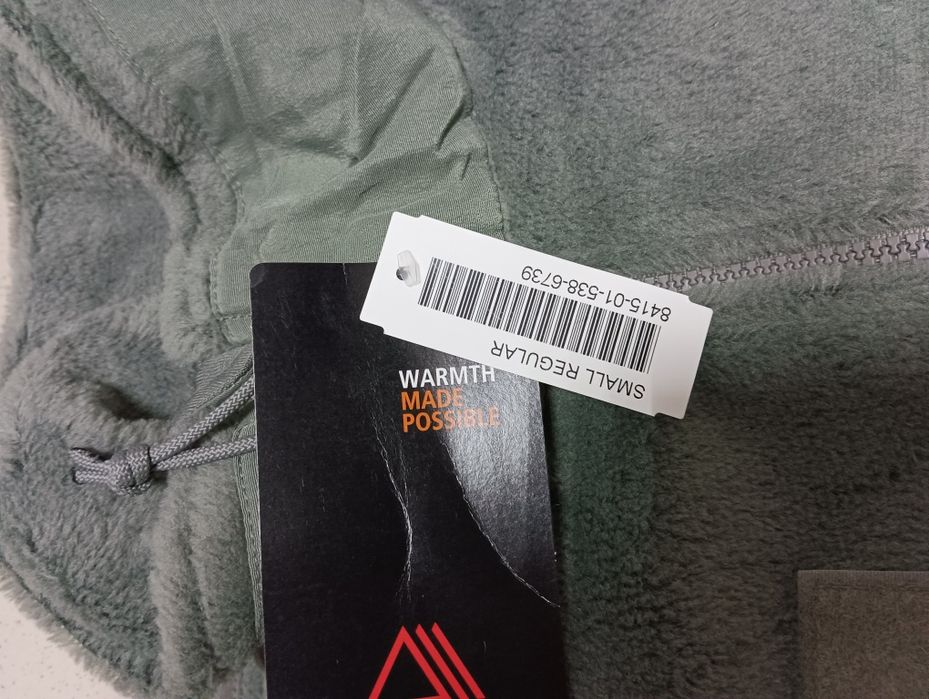 8415-01-538-6739
SMALL REGULAR
WARMTH
MADE
POSSIBLE